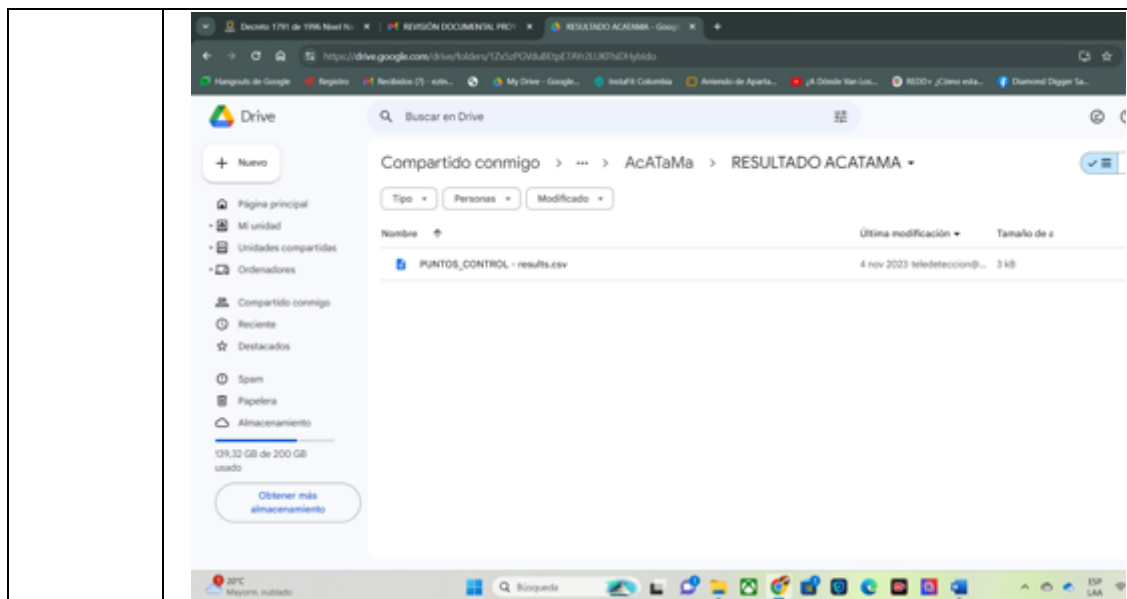 Decreto 1791 de 1996 Nivel
REVISIÓN DOCUMENTAL
RESULTADO ACATAMA - Goog
Hangouts de Google Registro Recibidos (7) - My Drive - Google... Instafit Colombia Arriendo de Aparta... ¿A Dónde Van Los... REDD+ ¿Cómo esta... Diamond Digger Sa...
Drive
Buscar en Drive
Nuevo
Compartido conmigo > ... > AcATaMa > RESULTADO ACATAMA
Tipo Personas Modificado
Página principal
Mi unidad
Unidades compartidas
Ordenadores
Compartido conmigo
Reciente
Destacados
Spam
Papelera
Almacenamiento
139,32 GB de 200 GB
usado
Obtener más
almacenamiento
Nombre Última modificación Tamaño de a
PUNTOS_CONTROL - results.csv 4 nov 2023 teledeteccion@... 3 kB
20°C
Mayorm. nublado
Búsqueda
ESP
LAA